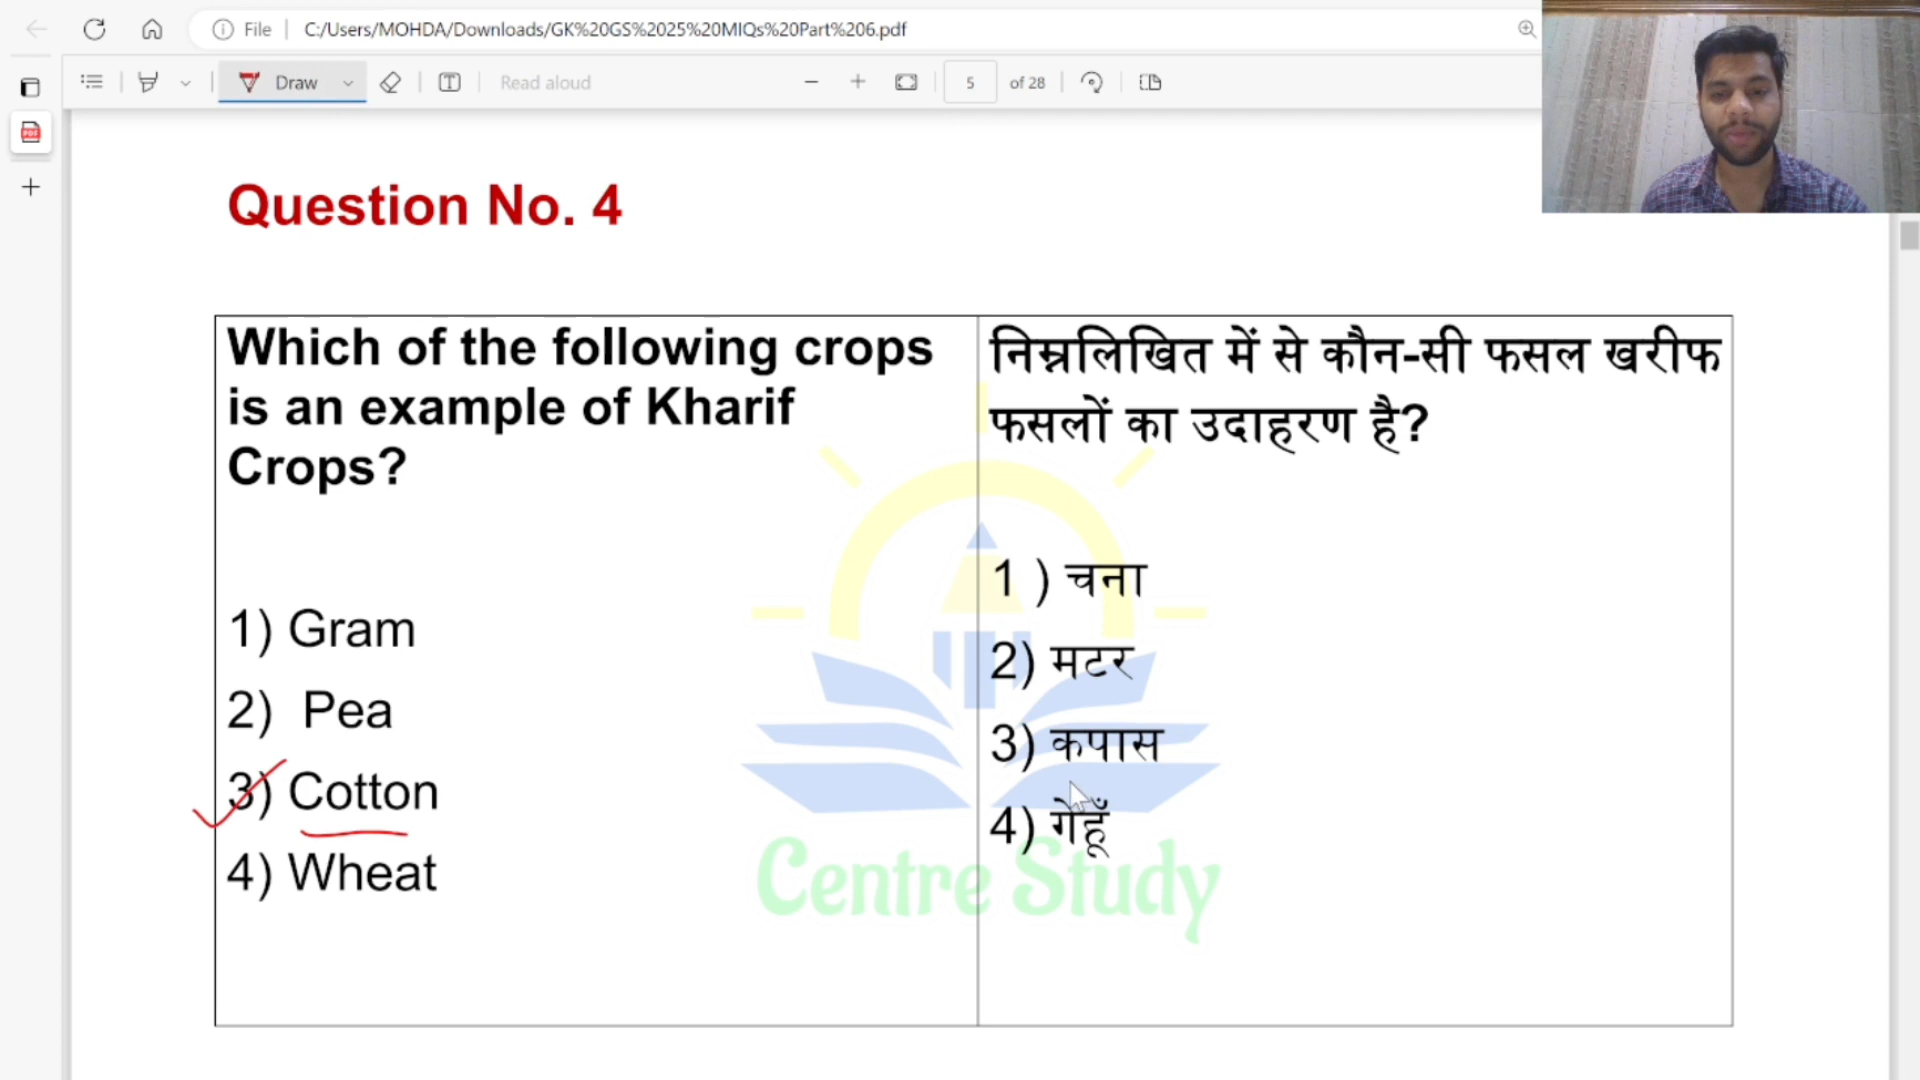 File
C:/Users/MOHDA/Downloads/GK%20GS%2025%20MIQs%20Part%206.pdf
Draw
Read aloud
5
of 28
Question No. 4
Which of the following crops
is an example of Kharif
Crops?
1) Gram
2) Pea
3) Cotton
4) Wheat
निम्नलिखित में से कौन-सी फसल खरीफ
फसलों का उदाहरण है?
1 ) चना
2) मटर
3) कपास
4) गेहूँ
Centre Study